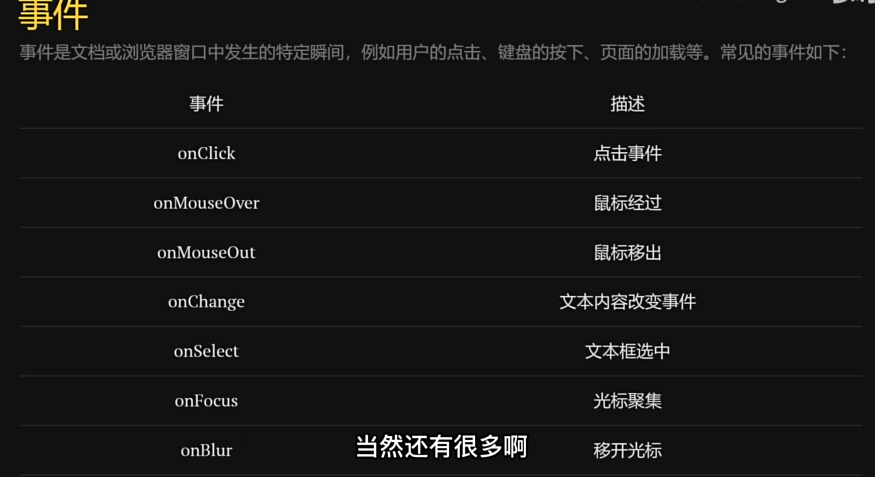 事件
事件是文档或浏览器窗口中发生的特定瞬间，例如用户的点击、键盘的按下、页面的加载等。常见的事件如下：
事件 描述
onClick 点击事件
onMouseOver 鼠标经过
onMouseOut 鼠标移出
onChange 文本内容改变事件
onSelect 文本框选中
onFocus 光标聚集
onBlur 移开光标
当然还有很多啊